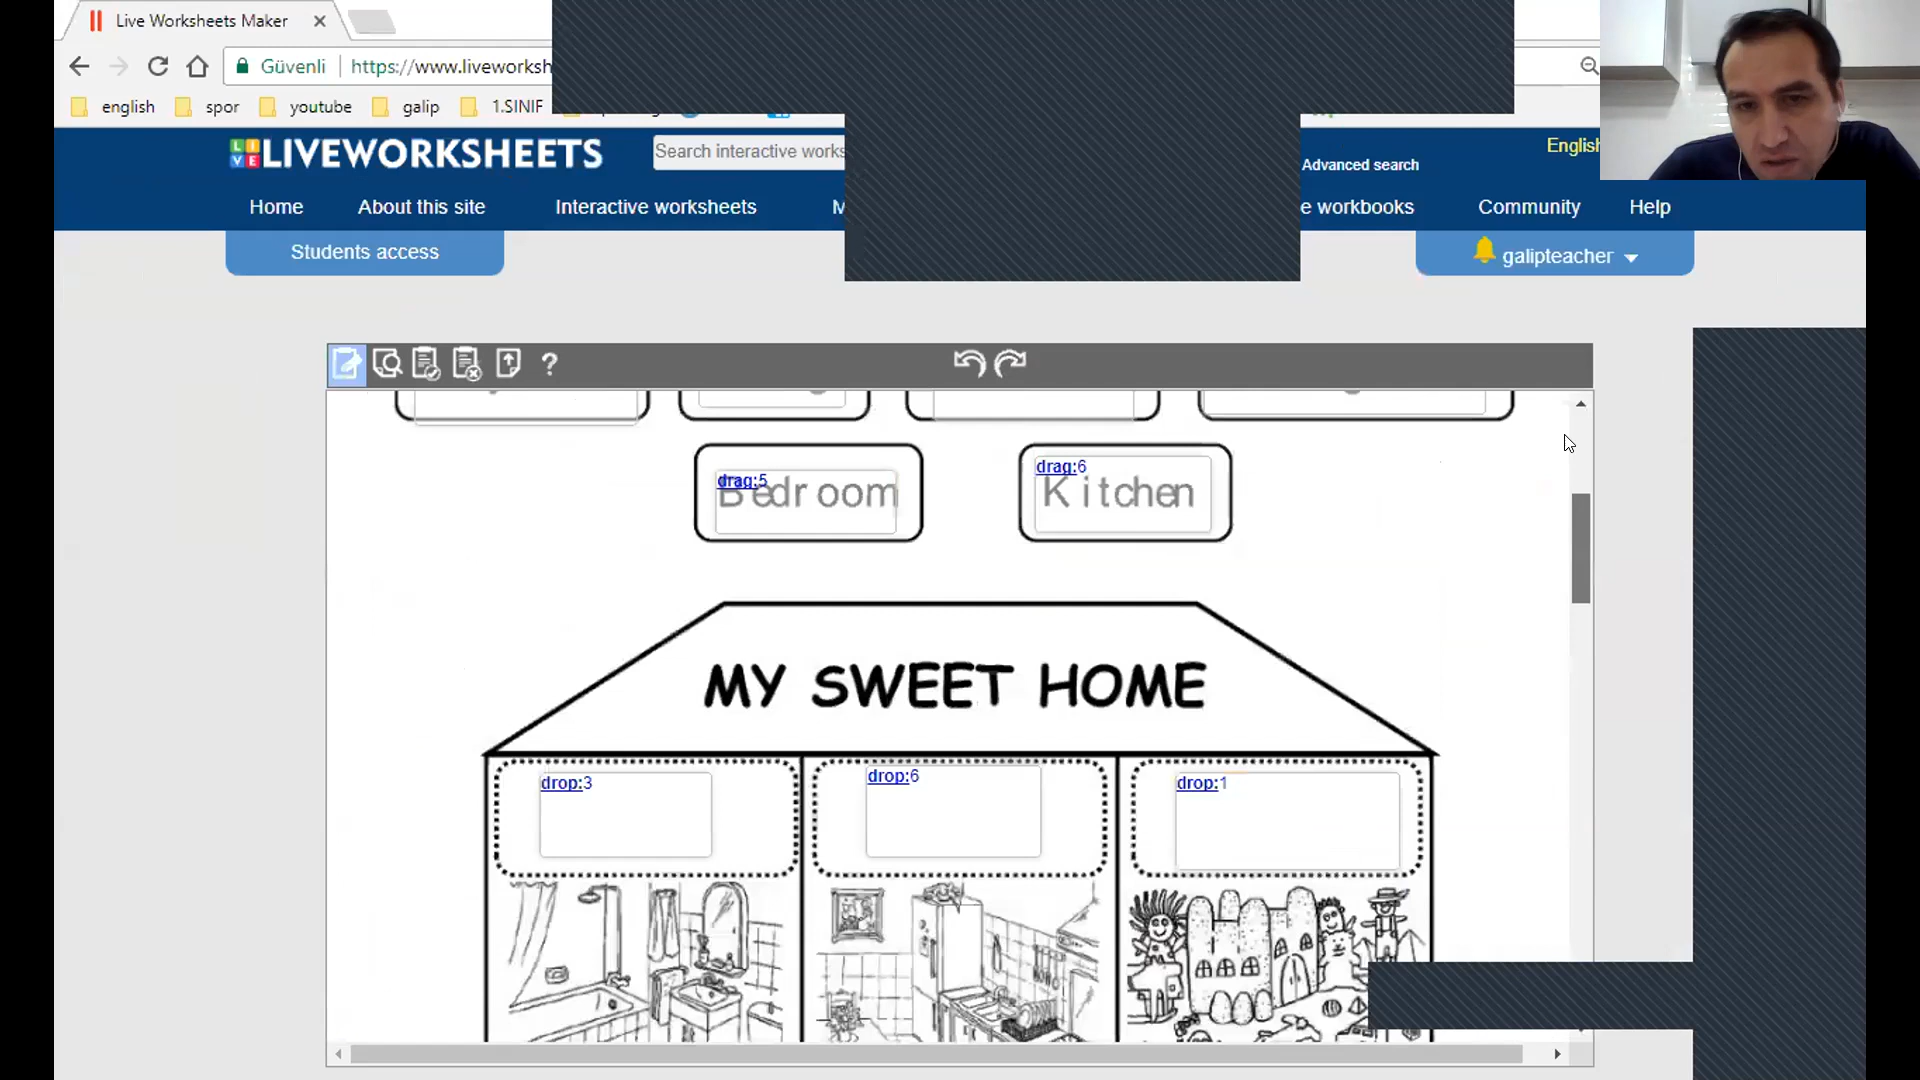 Live Worksheets Maker
Güvenli https://www.liveworksh
english spor youtube galip 1.SINIF
LIVE LIVEWORKSHEETS Search interactive works Advanced search English
Home About this site Interactive worksheets M e workbooks Community Help
Students access galipteacher
?
drag:5 Bedroom drag:6 Kitchen
MY SWEET HOME
drop:3 drop:6 drop:1